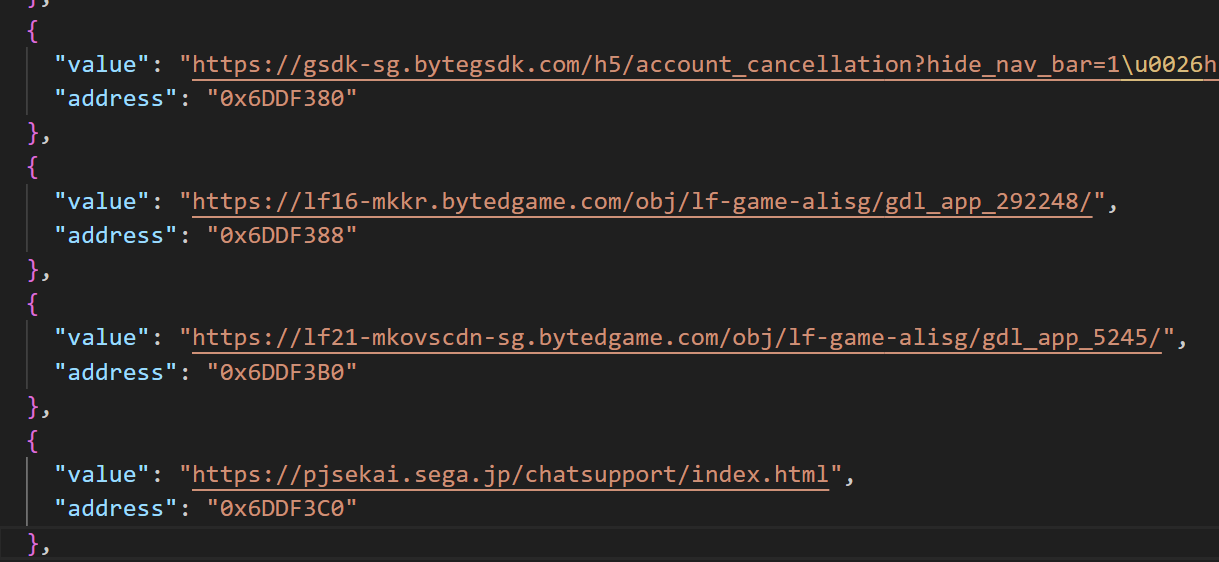 },
{
"value": "https://gsdk-sg.bytegsdk.com/h5/account_cancellation?hide_nav_bar=1\u0026h
"address": "0x6DDF380"
},
{
"value": "https://lf16-mkkr.bytedgame.com/obj/lf-game-alisg/gdl_app_292248/",
"address": "0x6DDF388"
},
{
"value": "https://lf21-mkovscdn-sg.bytedgame.com/obj/lf-game-alisg/gdl_app_5245/",
"address": "0x6DDF3B0"
},
{
"value": "https://pjsekai.sega.jp/chatsupport/index.html",
"address": "0x6DDF3C0"
},